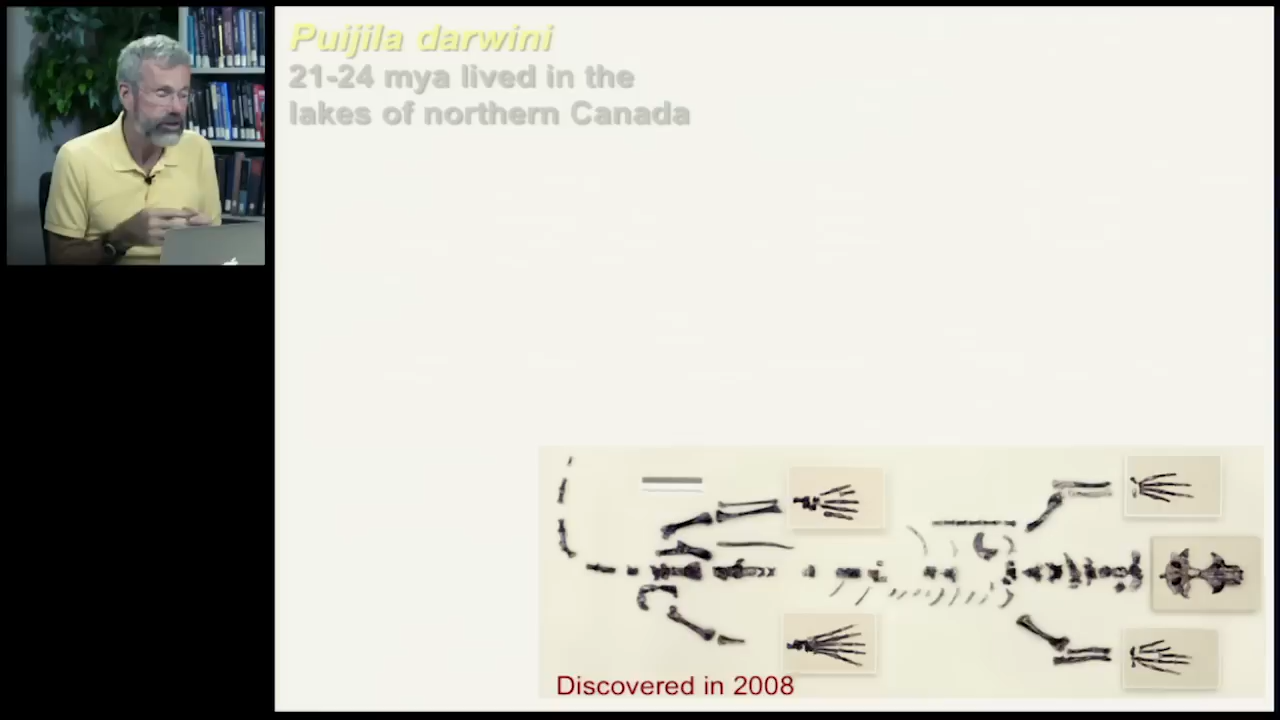 Puijila darwini
21-24 mya lived in the
lakes of northern Canada
Discovered in 2008